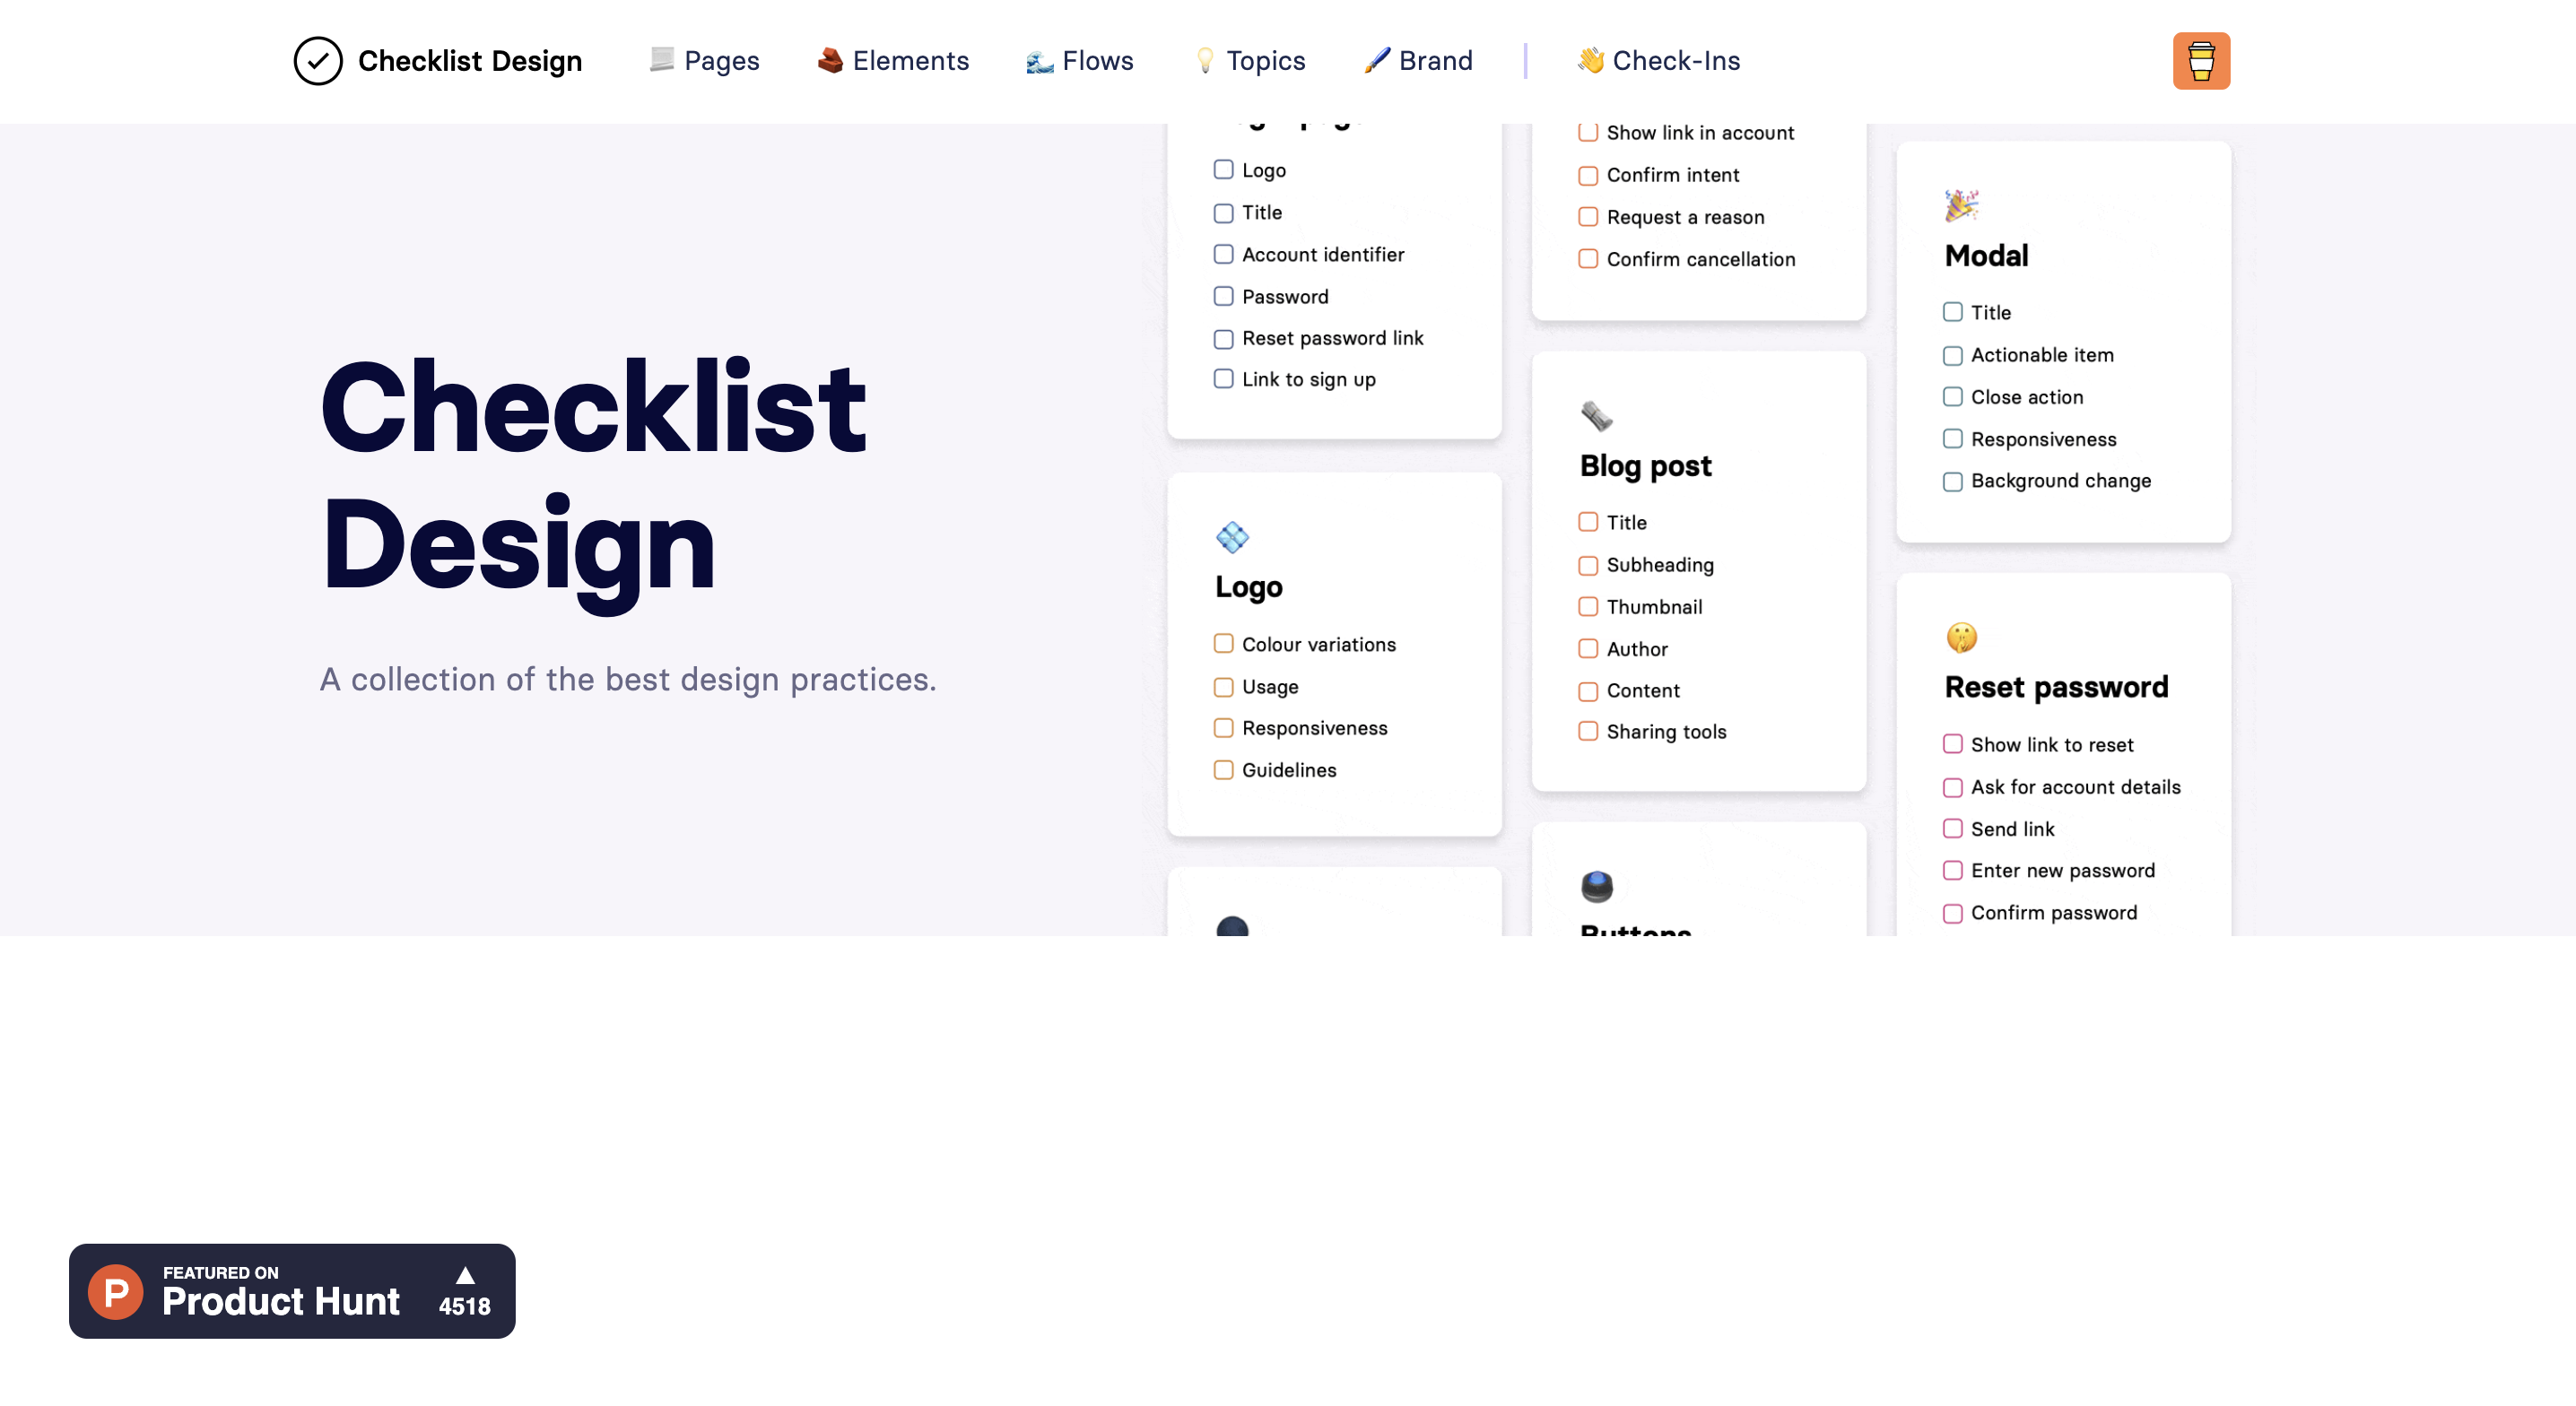 Checklist Design
Pages
Elements
Flows
Topics
Brand
Check-Ins
Checklist
Design
A collection of the best design practices.
Logo
Title
Account identifier
Password
Reset password link
Link to sign up
Logo
Colour variations
Usage
Responsiveness
Guidelines
Show link in account
Confirm intent
Request a reason
Confirm cancellation
Blog post
Title
Subheading
Thumbnail
Author
Content
Sharing tools
Buttons
Modal
Title
Actionable item
Close action
Responsiveness
Background change
Reset password
Show link to reset
Ask for account details
Send link
Enter new password
Confirm password
P
FEATURED ON
Product Hunt
▲
4518